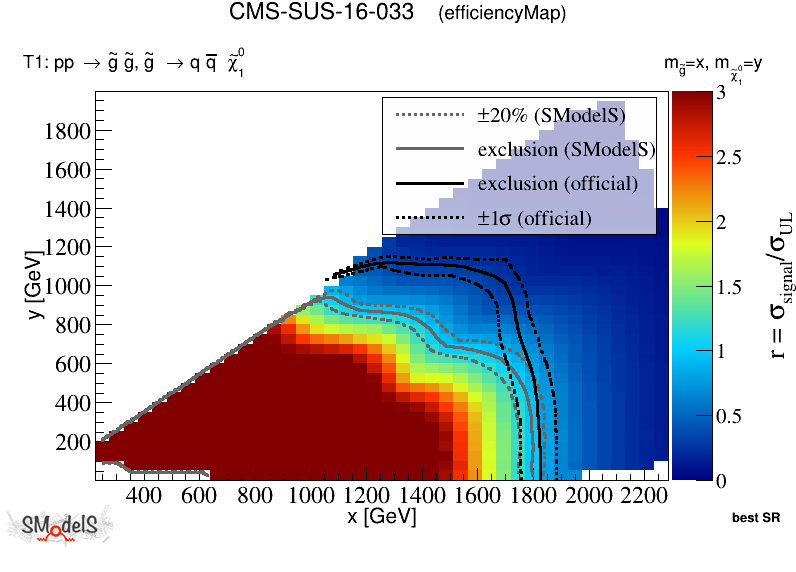 CMS-SUS-16-033 (efficiencyMap)
T1: pp → g̃ g̃, g̃ → q q̅ χ̃₁⁰
m_g̃=x, m_χ̃₁⁰=y
±20% (SModelS)
exclusion (SModelS)
exclusion (official)
±1σ (official)
y [GeV]
1800
1600
1400
1200
1000
800
600
400
200
400 600 800 1000 1200 1400 1600 1800 2000 2200
x [GeV]
3
2.5
2
1.5
1
0.5
0
r = σ_signal/σ_UL
best SR
SModelS